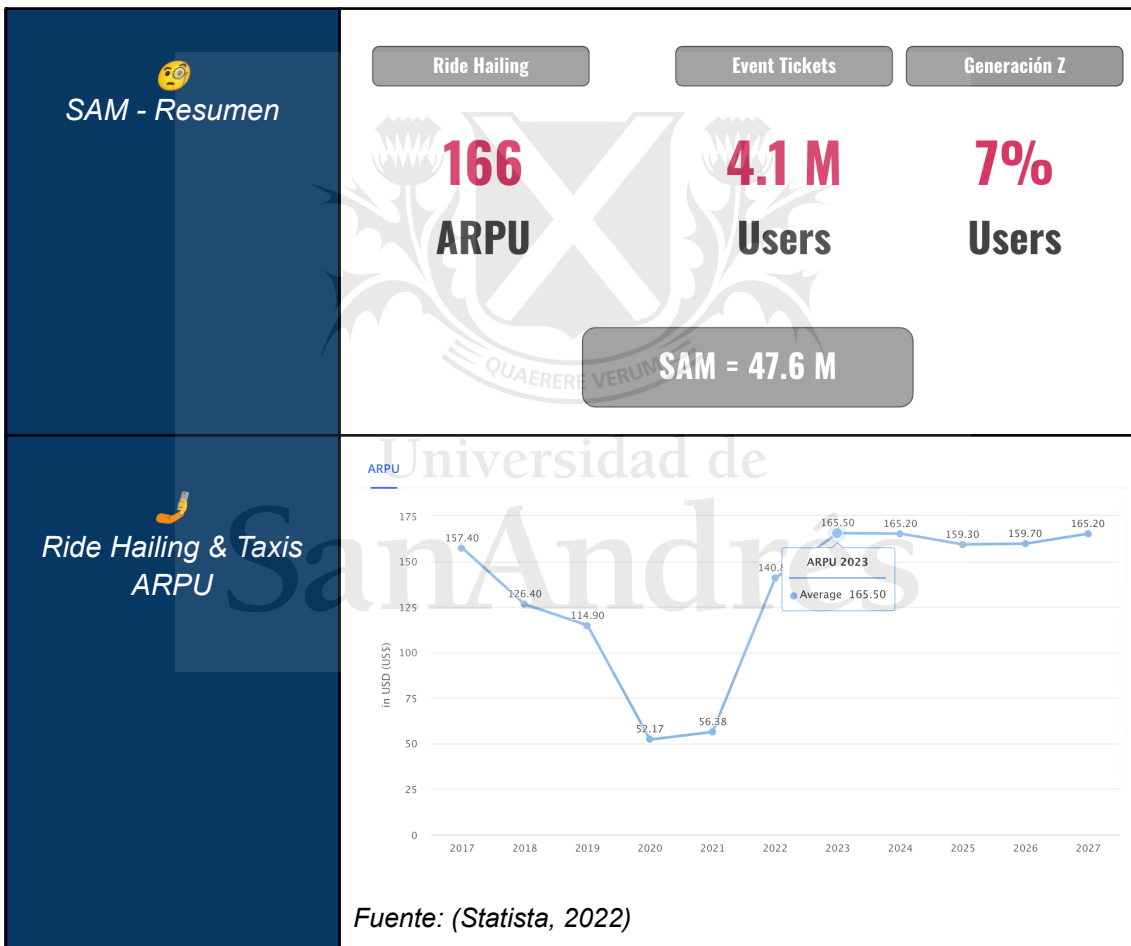 🧐
SAM - Resumen
Ride Hailing
Event Tickets
Generación Z
166
4.1 M
7%
ARPU
Users
Users
SAM = 47.6 M
QUAERERE VERUM
Universidad de
SanAndrés
🤳
Ride Hailing & Taxis
ARPU
ARPU
in USD (US$)
175
150
125
100
75
50
25
0
157.40
126.40
114.90
52.17
56.38
165.50
165.20
159.30
159.70
165.20
ARPU 2023
Average 165.50
2017
2018
2019
2020
2021
2022
2023
2024
2025
2026
2027
Fuente: (Statista, 2022)